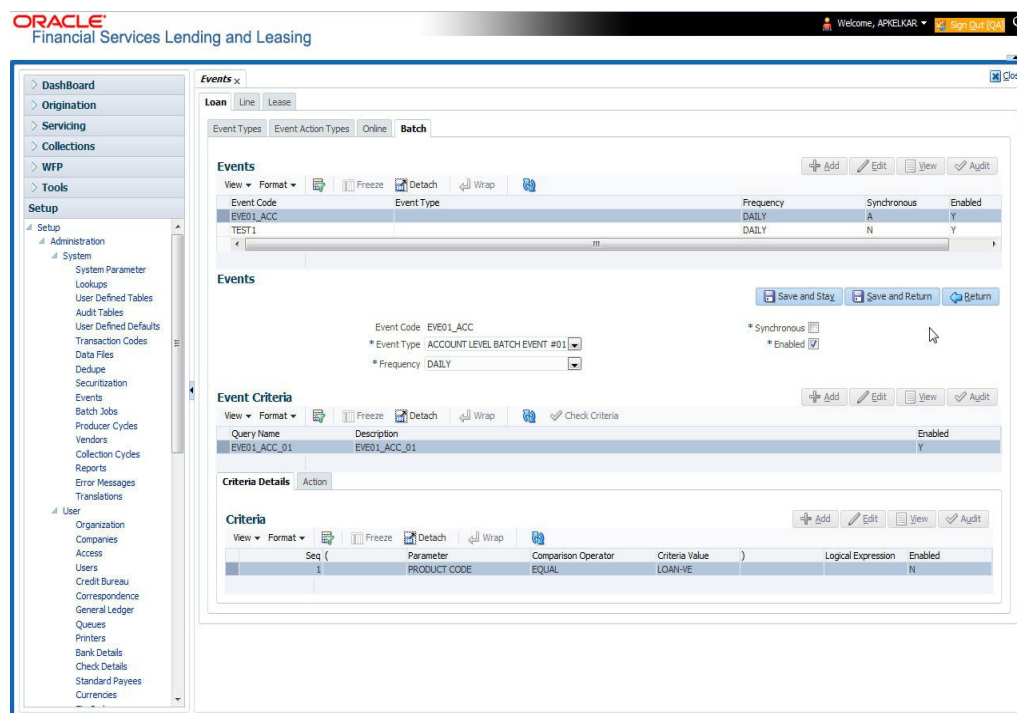 ORACLE
Financial Services Lending and Leasing
Welcome, APKELKAR
Sign Out [QA]
DashBoard
Origination
Servicing
Collections
WFP
Tools
Setup
Setup
Administration
System
System Parameter
Lookups
User Defined Tables
Audit Tables
User Defined Defaults
Transaction Codes
Data Files
Dedupe
Securitization
Events
Batch Jobs
Producer Cycles
Vendors
Collection Cycles
Reports
Error Messages
Translations
User
Organization
Companies
Access
Users
Credit Bureau
Correspondence
General Ledger
Queues
Printers
Bank Details
Check Details
Standard Payees
Currencies
Events x
Clos
Loan Line Lease
Event Types Event Action Types Online Batch
Events
Add Edit View Audit
View Format Freeze Detach Wrap
Event Code Event Type Frequency Synchronous Enabled
EVE01_ACC DAILY A Y
TEST1 DAILY N Y
Events
Save and Stay Save and Return Return
Event Code EVE01_ACC
* Synchronous
* Event Type ACCOUNT LEVEL BATCH EVENT #01
* Enabled
* Frequency DAILY
Event Criteria
Add Edit View Audit
View Format Freeze Detach Wrap Check Criteria
Query Name Description Enabled
EVE01_ACC_01 EVE01_ACC_01 Y
Criteria Details Action
Criteria
Add Edit View Audit
View Format Freeze Detach Wrap
Seq ( Parameter Comparison Operator Criteria Value ) Logical Expression Enabled
1 PRODUCT CODE EQUAL LOAN-VE N